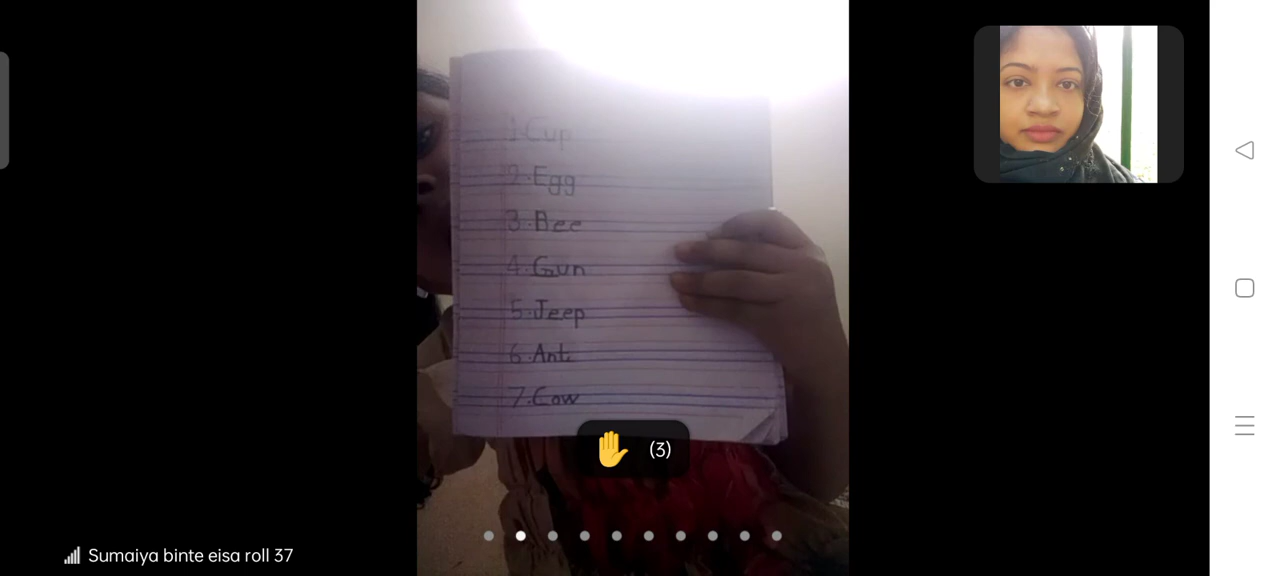 1.Cup
2.Egg
3.Bee
4.Gun
5.Jeep
6.Ant
7.Cow
(3)
Sumaiya binte eisa roll 37